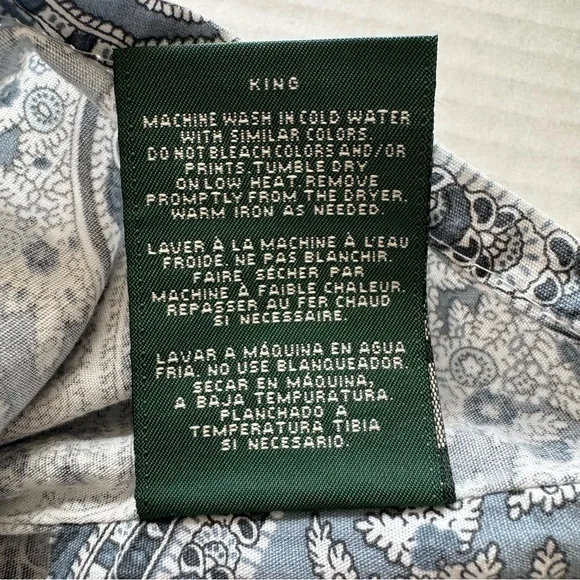 KING
MACHINE WASH IN COLD WATER
WITH SIMILAR COLORS.
DO NOT BLEACH COLORS AND/OR
PRINTS. TUMBLE DRY
ON LOW HEAT. REMOVE
PROMPTLY FROM THE DRYER.
WARM IRON AS NEEDED.
LAVER À LA MACHINE À L'EAU
FROIDE. NE PAS BLANCHIR.
FAIRE SÉCHER PAR
MACHINE À FAIBLE CHALEUR.
REPASSER AU FER CHAUD
SI NECESSAIRE.
LAVAR A MÁQUINA EN AGUA
FRIA. NO USE BLANQUEADOR.
SECAR EN MÁQUINA,
A BAJA TEMPURATURA.
PLANCHADO A
TEMPERATURA TIBIA
SI NECESARIO.